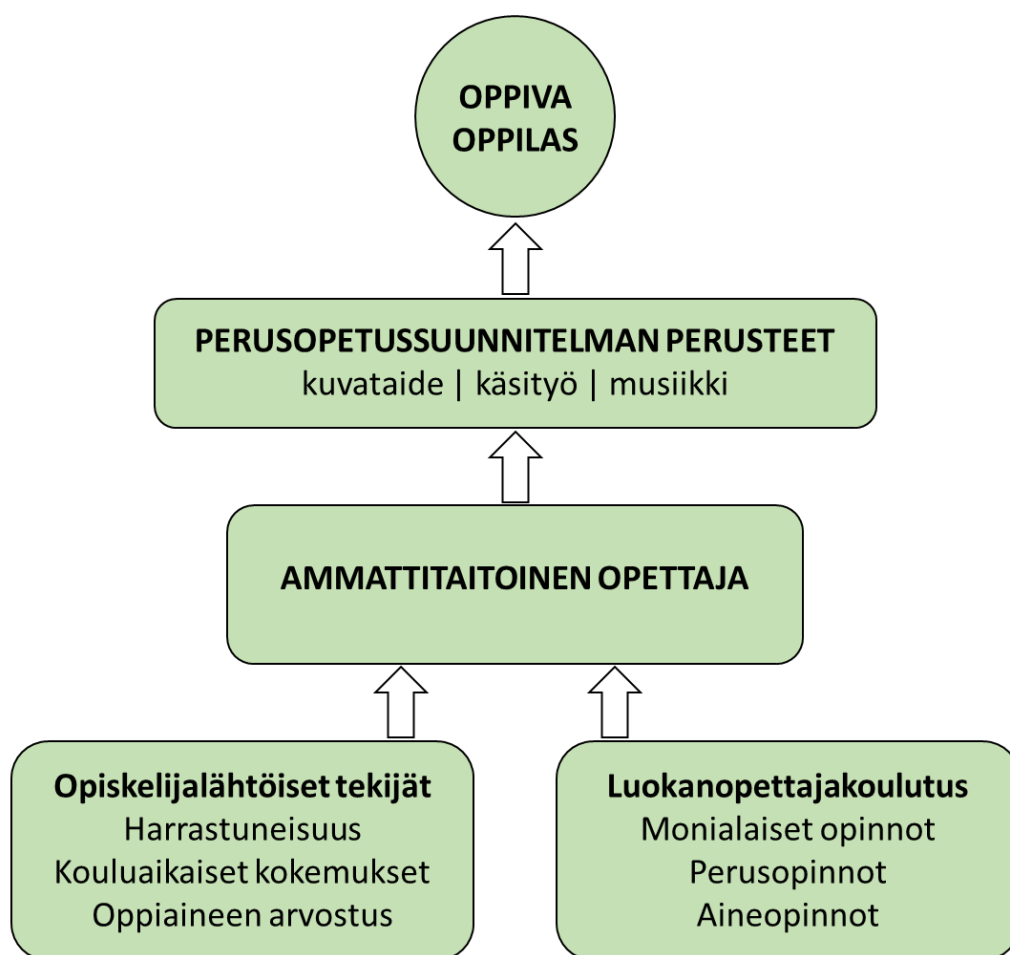 OPPIVA
OPPILAS
PERUSOPETUSSUUNNITELMAN PERUSTEET
kuvataide | käsityö | musiikki
AMMATTITAITOINEN OPETTAJA
Opiskelijalähtöiset tekijät
Harrastuneisuus
Kouluaikaiset kokemukset
Oppiaineen arvostus
Luokanopettajakoulutus
Monialaiset opinnot
Perusopinnot
Aineopinnot